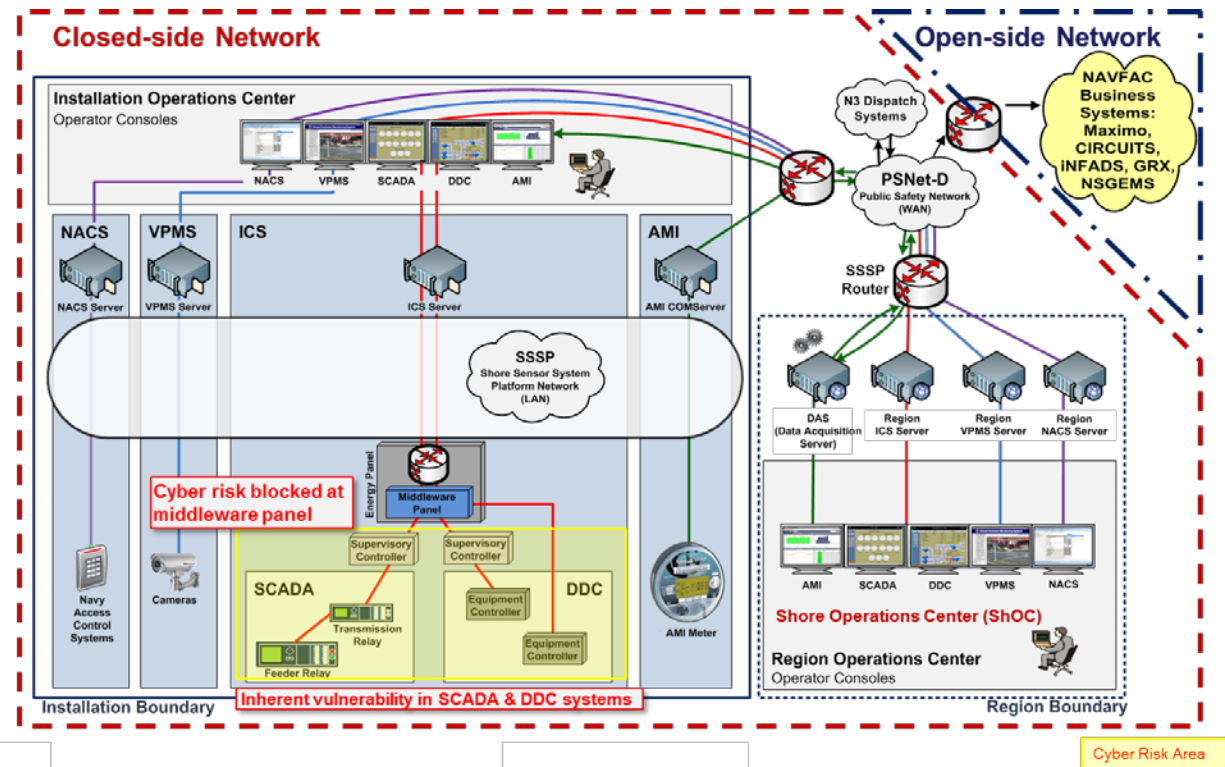 Closed-side Network
Open-side Network
Installation Operations Center
Operator Consoles
NACS
VPMS
SCADA
DDC
AMI
N3 Dispatch
Systems
NAVFAC
Business
Systems:
Maximo,
CIRCUITS,
iNFADS, GRX,
NSGEMS
PSNet-D
Public Safety Network
(WAN)
NACS
VPMS
ICS
AMI
NACS Server
VPMS Server
ICS Server
AMI COMServer
SSSP
Router
SSSP
Shore Sensor System
Platform Network
(LAN)
DAS
(Data Acquisition
Server)
Region
ICS Server
Region
VPMS Server
Region
NACS Server
Energy Panel
Middleware
Panel
Cyber risk blocked at
middleware panel
Supervisory
Controller
Supervisory
Controller
SCADA
DDC
Equipment
Controller
Transmission
Relay
Equipment
Controller
Feeder Relay
Navy
Access
Control
Systems
Cameras
AMI Meter
AMI
SCADA
DDC
VPMS
NACS
Shore Operations Center (ShOC)
Region Operations Center
Operator Consoles
Inherent vulnerability in SCADA & DDC systems
Installation Boundary
Region Boundary
Cyber Risk Area